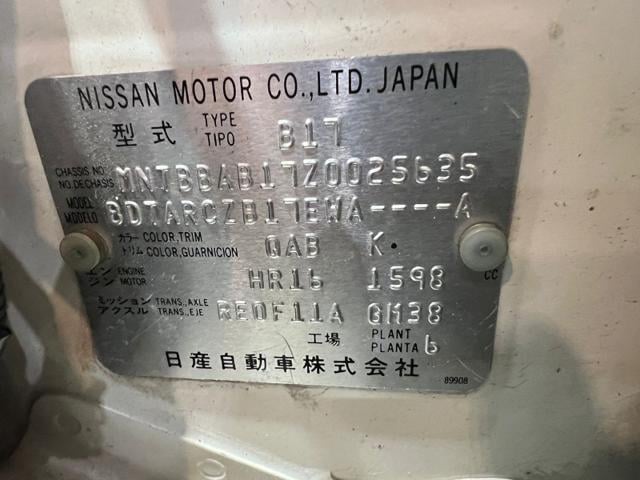 NISSAN MOTOR CO.,LTD. JAPAN
型式 TYPE TIPO B17
CHASSIS NO. NO.DE.CHASIS MNTBBAB17Z0025635
MODEL MODELO BDTARCZB17EWA----A
カラー COLOR,TRIM トリム COLOR,GUARNICION QAB K
エンジン ENGINE MOTOR HR16 1598 CC
ミッション TRANS.,AXLE アクスル TRANS.,EJE RE0F11A GM38
工場 PLANT PLANTA 6
日産自動車株式会社
89908